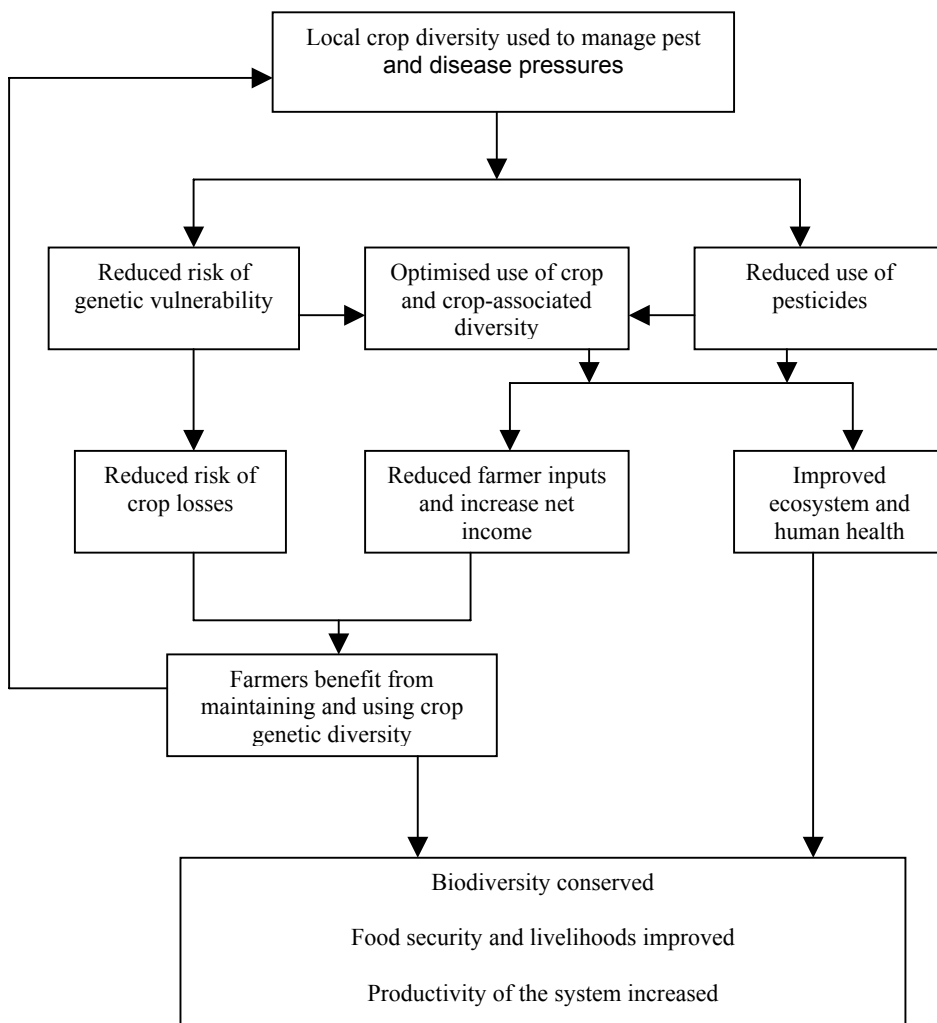 Local crop diversity used to manage pest
and disease pressures
Reduced risk of
genetic vulnerability
Optimised use of crop
and crop-associated
diversity
Reduced use of
pesticides
Reduced risk of
crop losses
Reduced farmer inputs
and increase net
income
Improved
ecosystem and
human health
Farmers benefit from
maintaining and using crop
genetic diversity
Biodiversity conserved
Food security and livelihoods improved
Productivity of the system increased